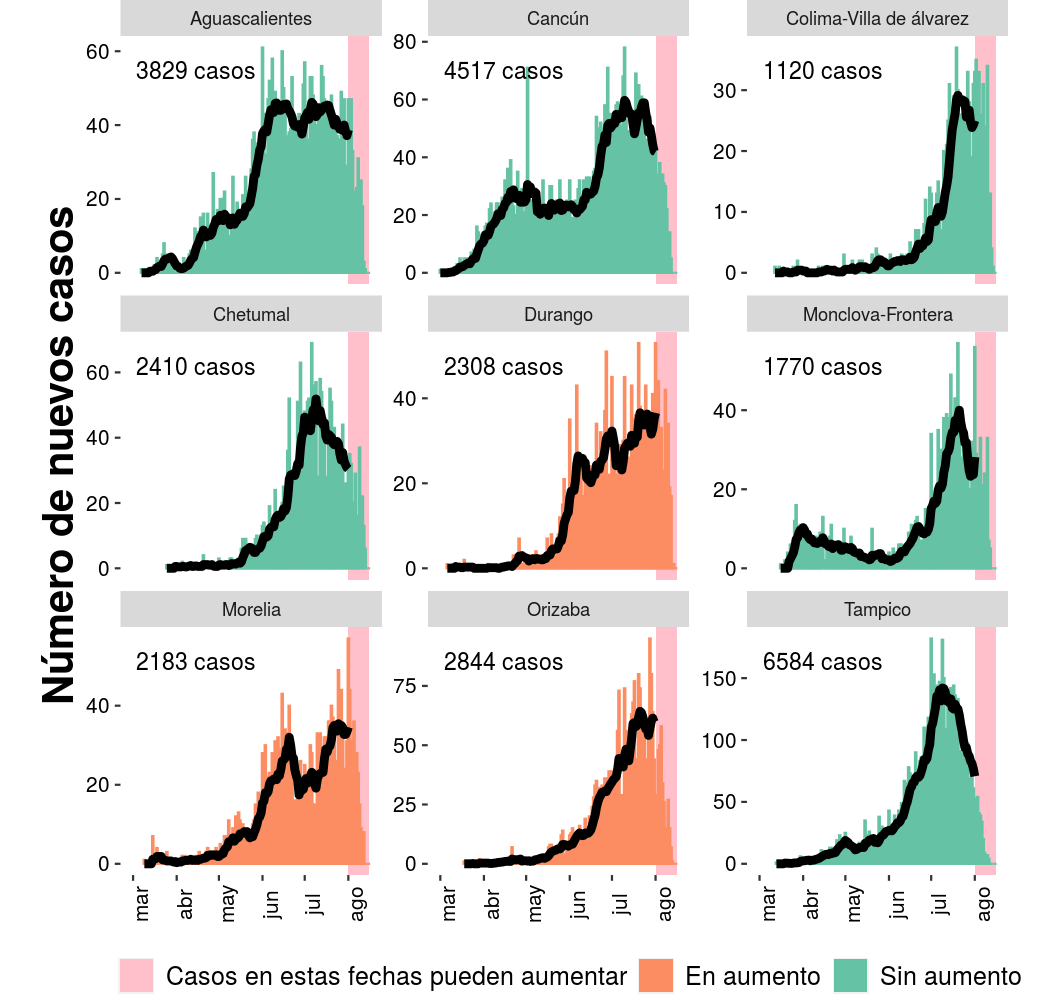 Aguascalientes
Cancún
Colima-Villa de álvarez
60
40
20
0
3829 casos
80
60
40
20
0
4517 casos
30
20
10
0
1120 casos
Número de nuevos casos
Chetumal
Durango
Monclova-Frontera
60
40
20
0
2410 casos
40
20
0
2308 casos
40
20
0
1770 casos
Morelia
Orizaba
Tampico
40
20
0
2183 casos
75
50
25
0
2844 casos
150
100
50
0
6584 casos
mar abr may jun jul ago
mar abr may jun jul ago
mar abr may jun jul ago
Casos en estas fechas pueden aumentar En aumento Sin aumento